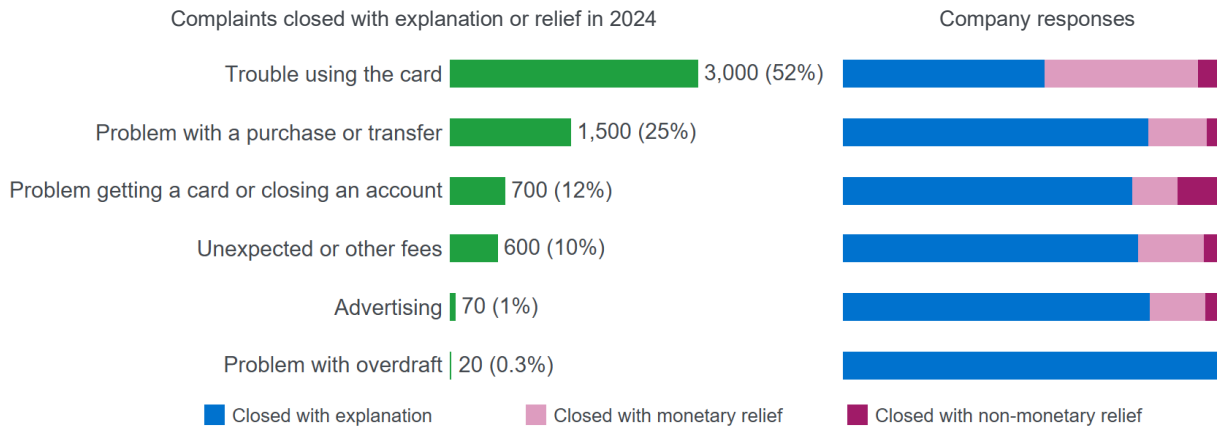 Complaints closed with explanation or relief in 2024
Company responses
Trouble using the card 3,000 (52%)
Problem with a purchase or transfer 1,500 (25%)
Problem getting a card or closing an account 700 (12%)
Unexpected or other fees 600 (10%)
Advertising 70 (1%)
Problem with overdraft 20 (0.3%)
Closed with explanation
Closed with monetary relief
Closed with non-monetary relief